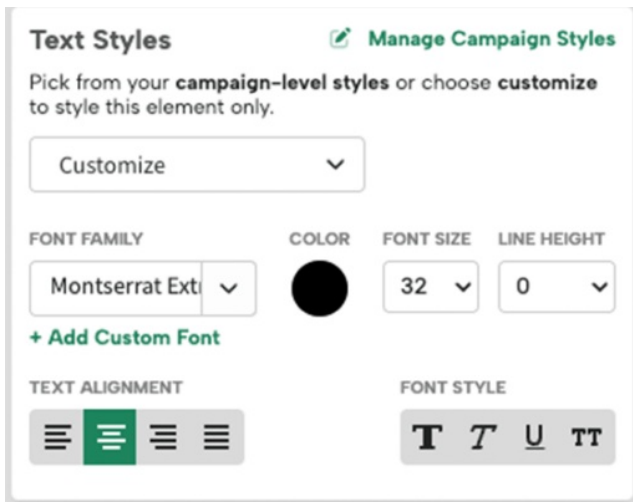 Text Styles Manage Campaign Styles
Pick from your campaign-level styles or choose customize
to style this element only.
Customize
FONT FAMILY COLOR FONT SIZE LINE HEIGHT
Montserrat Ext 32 0
+ Add Custom Font
TEXT ALIGNMENT FONT STYLE
T T U TT